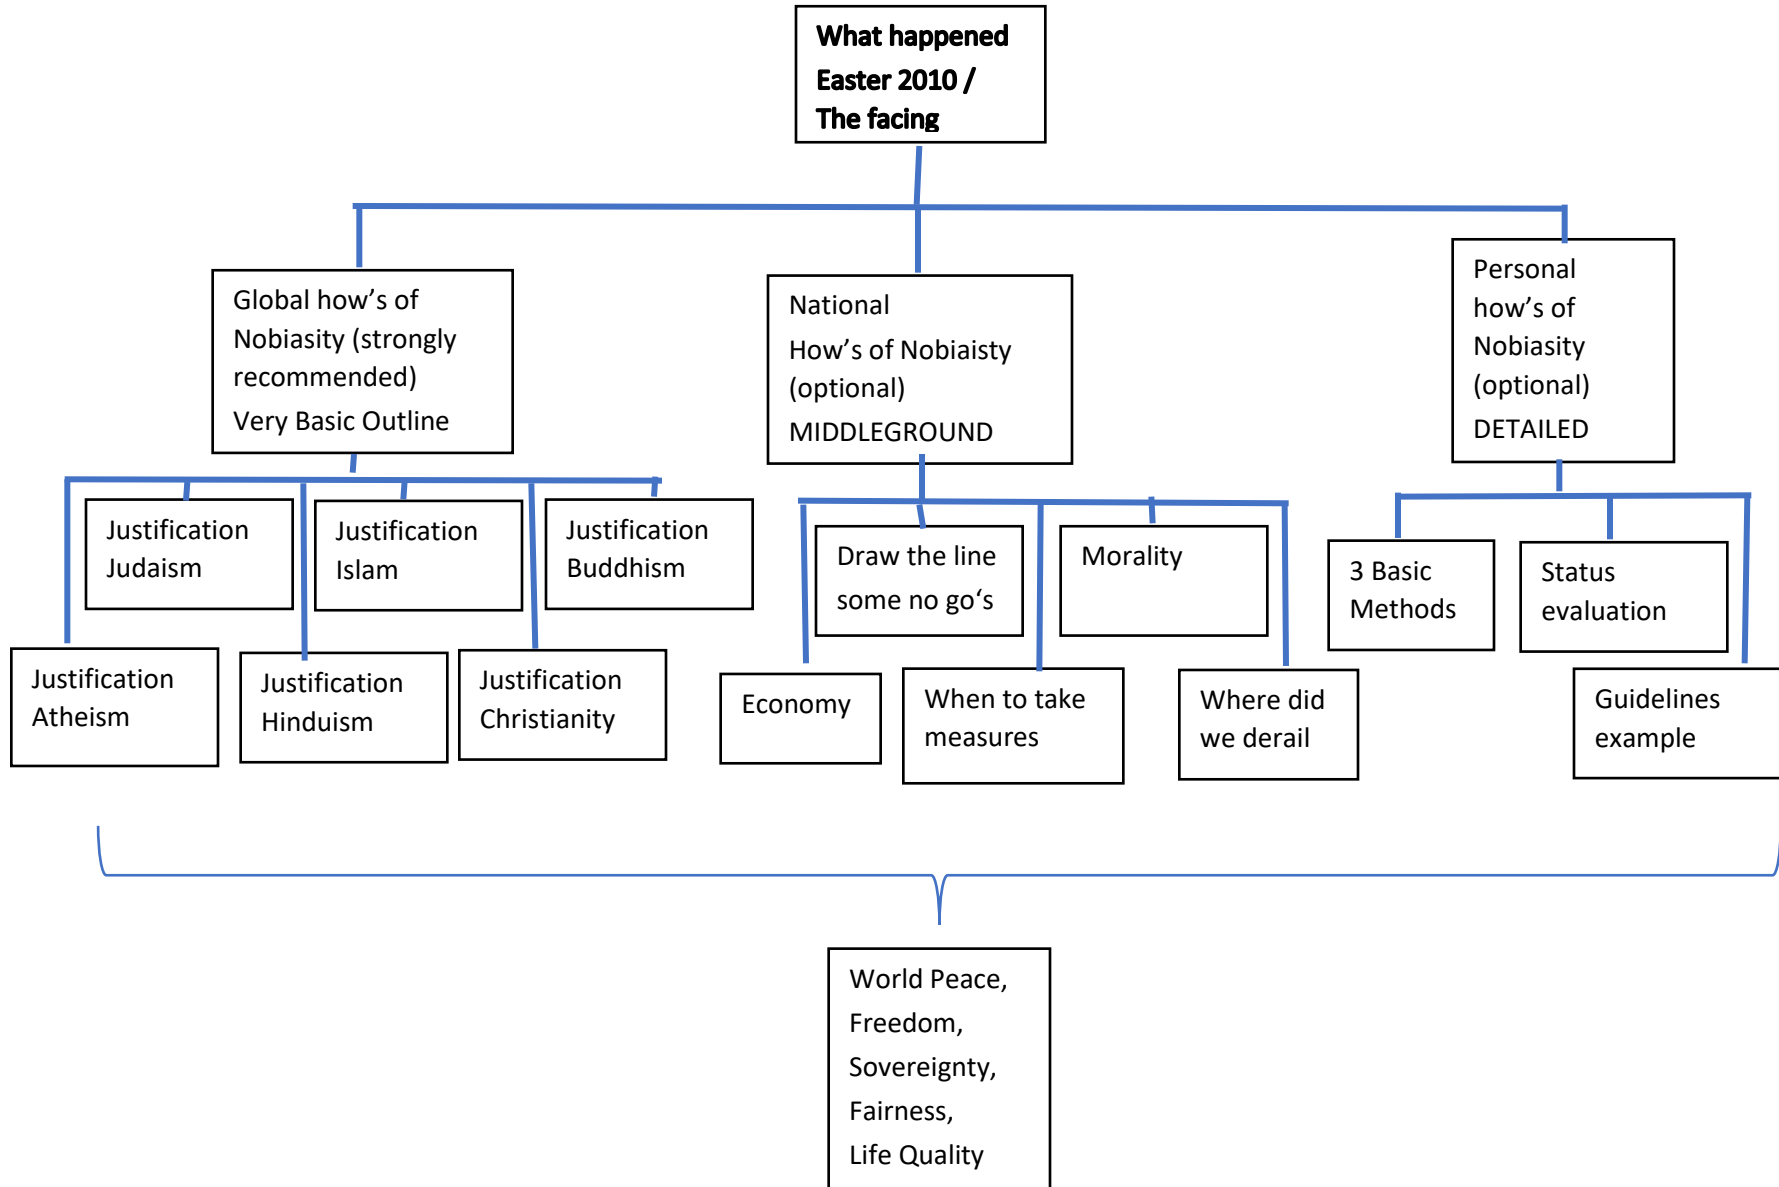 What happened
Easter 2010 /
The facing
Global how’s of
Nobiasity (strongly
recommended)
Very Basic Outline
National
How’s of Nobiaisty
(optional)
MIDDLEGROUND
Personal
how’s of
Nobiasity
(optional)
DETAILED
Justification
Judaism
Justification
Islam
Justification
Buddhism
Justification
Atheism
Justification
Hinduism
Justification
Christianity
Draw the line
some no go‘s
Morality
Economy
When to take
measures
Where did
we derail
3 Basic
Methods
Status
evaluation
Guidelines
example
World Peace,
Freedom,
Sovereignty,
Fairness,
Life Quality